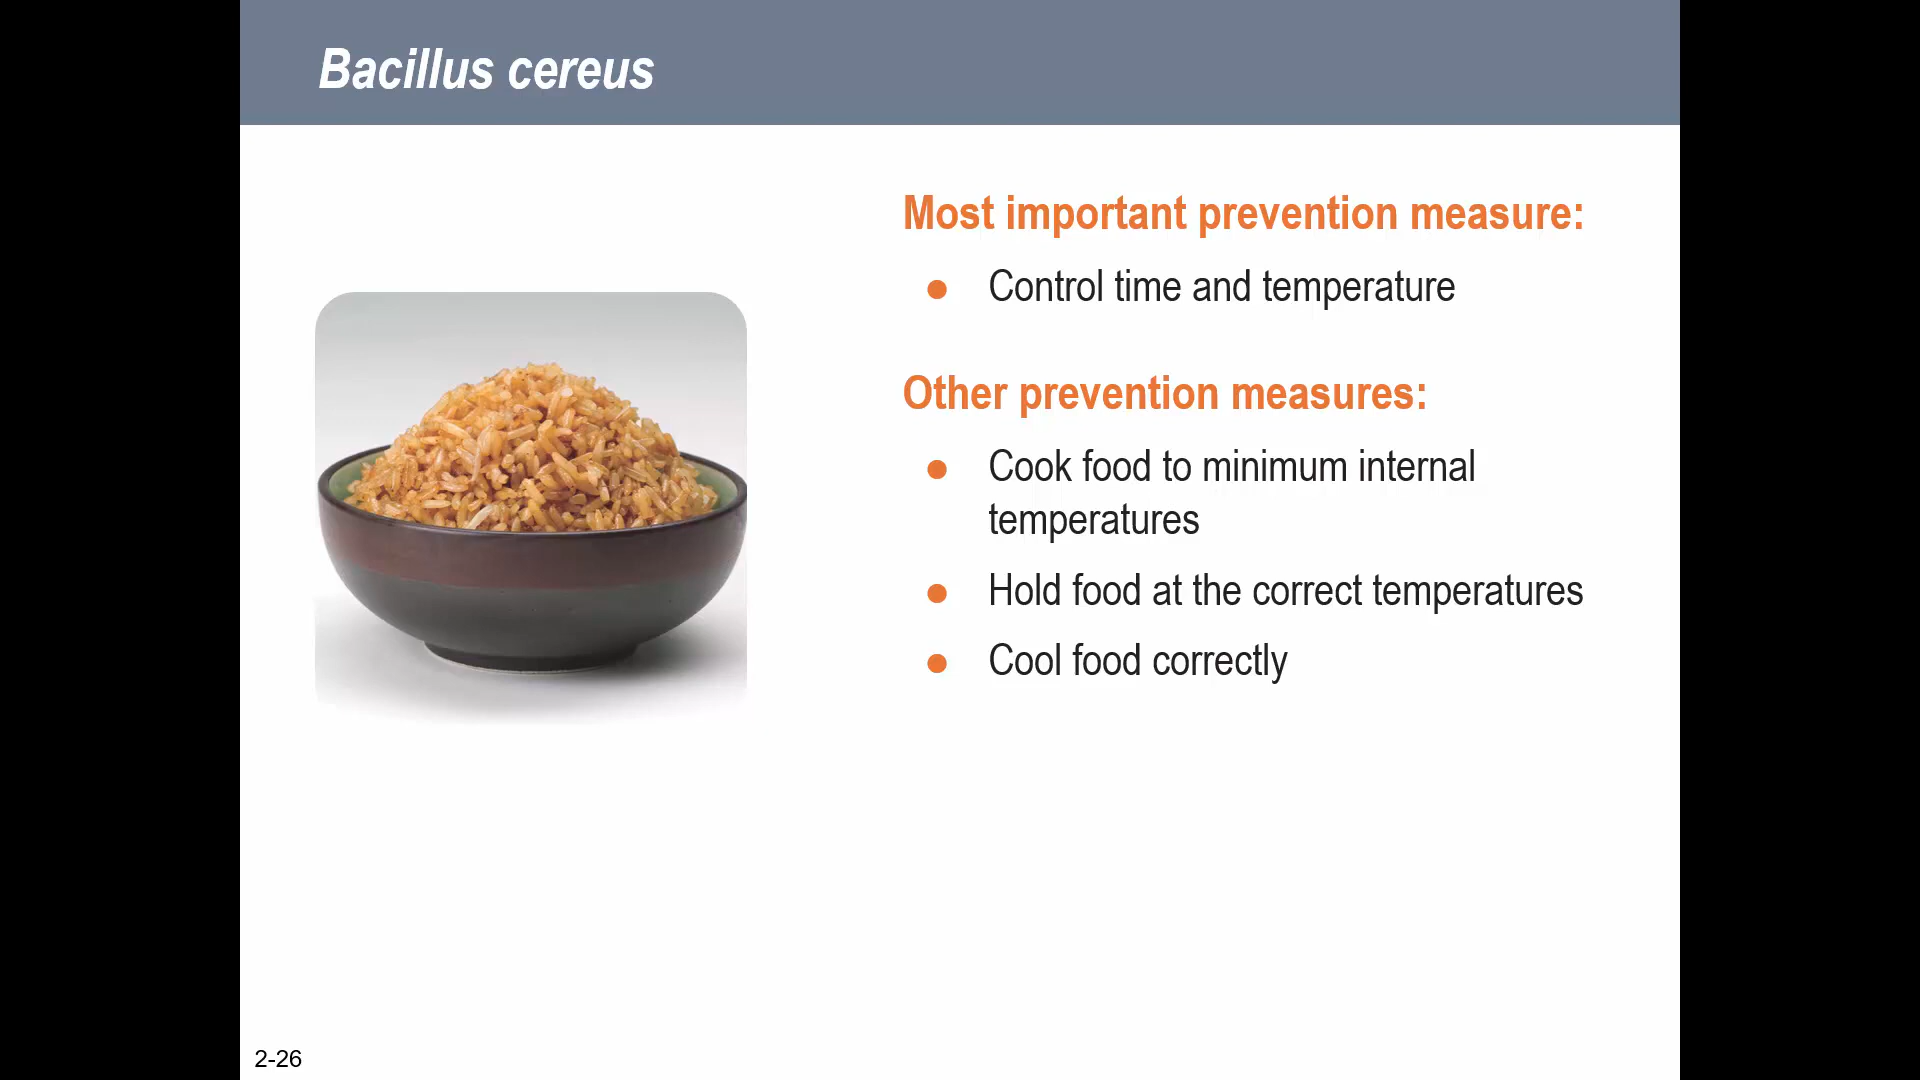 Bacillus cereus
Most important prevention measure:
● Control time and temperature
Other prevention measures:
● Cook food to minimum internal
temperatures
● Hold food at the correct temperatures
● Cool food correctly
2-26